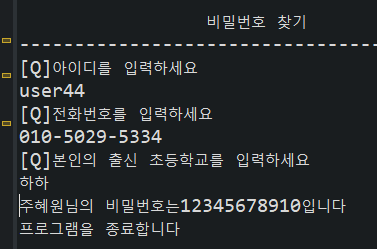 비밀번호 찾기
-----------------------------------
[Q]아이디를 입력하세요
user44
[Q]전화번호를 입력하세요
010-5029-5334
[Q]본인의 출신 초등학교를 입력하세요
하하
주혜원님의 비밀번호는12345678910입니다
프로그램을 종료합니다